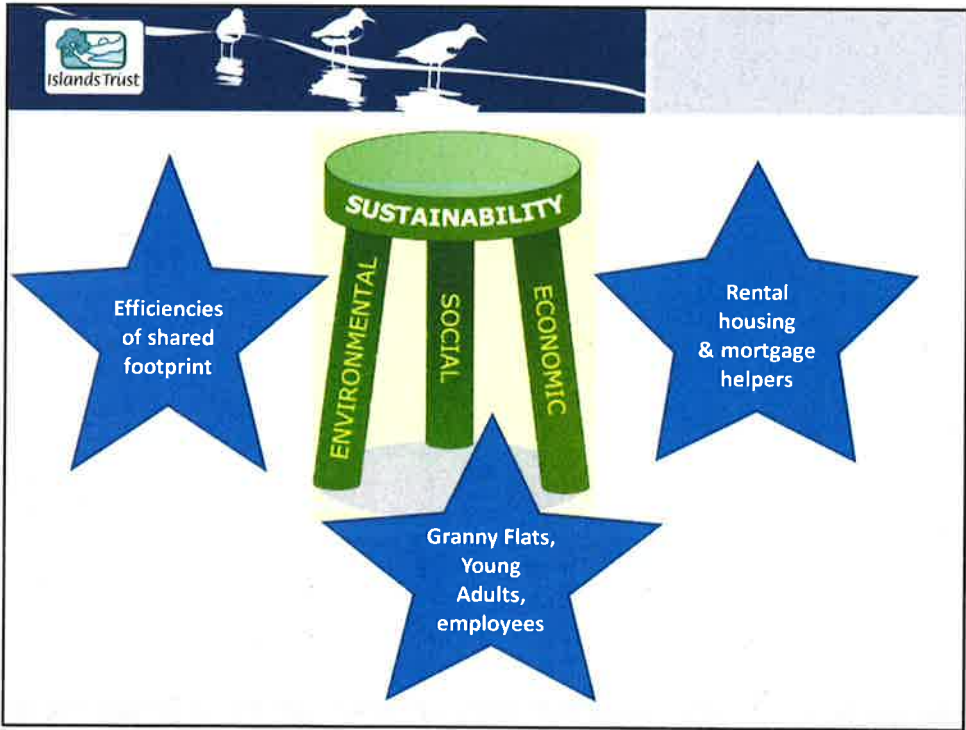 Islands Trust
SUSTAINABILITY
ENVIRONMENTAL
SOCIAL
ECONOMIC
Efficiencies
of shared
footprint
Rental
housing
& mortgage
helpers
Granny Flats,
Young
Adults,
employees